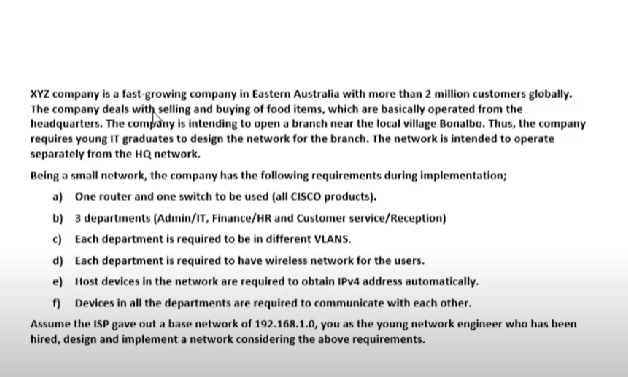 XYZ company is a fast-growing company in Eastern Australia with more than 2 million customers globally.
The company deals with selling and buying of food items, which are basically operated from the
headquarters. The company is intending to open a branch near the local village Bonalbo. Thus, the company
requires young IT graduates to design the network for the branch. The network is intended to operate
separately from the HQ network.
Being a small network, the company has the following requirements during implementation;
a) One router and one switch to be used (all CISCO products).
b) 3 departments (Admin/IT, Finance/HR and Customer service/Reception)
c) Each department is required to be in different VLANS.
d) Each department is required to have wireless network for the users.
e) Host devices in the network are required to obtain IPv4 address automatically.
f) Devices in all the departments are required to communicate with each other.
Assume the ISP gave out a base network of 192.168.1.0, you as the young network engineer who has been
hired, design and implement a network considering the above requirements.